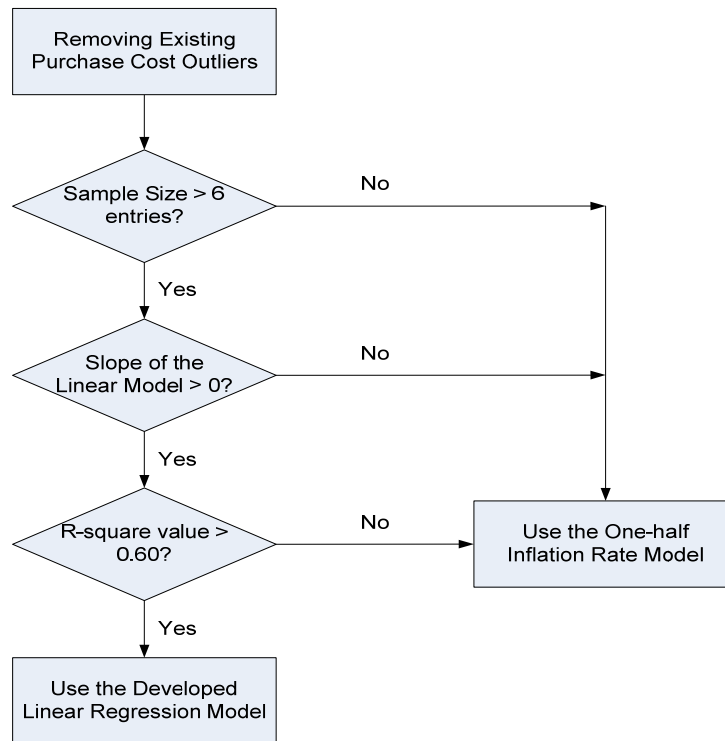 Removing Existing
Purchase Cost Outliers
Sample Size > 6
entries?
No
Yes
Slope of the
Linear Model > 0?
No
Yes
R-square value >
0.60?
No
Use the One-half
Inflation Rate Model
Yes
Use the Developed
Linear Regression Model